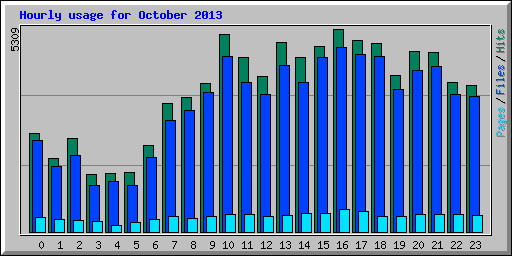 Hourly usage for October 2013
5309
Pages / Files / Hits
0 1 2 3 4 5 6 7 8 9 10 11 12 13 14 15 16 17 18 19 20 21 22 23